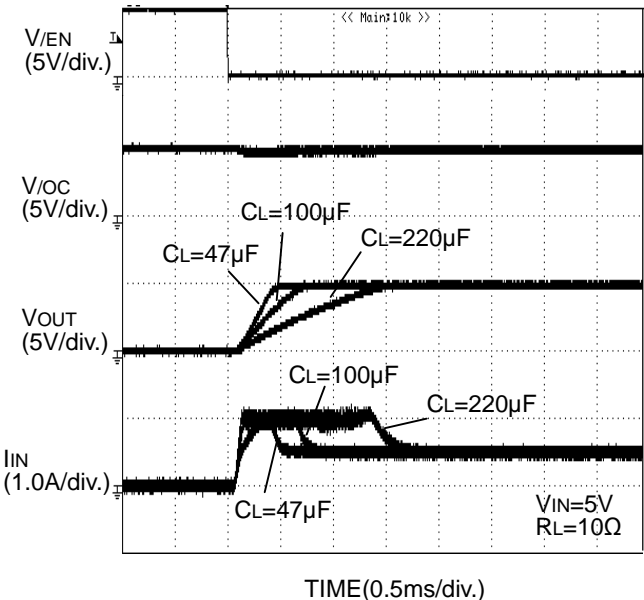 << Main:10k >>
V/EN
(5V/div.)
V/OC
(5V/div.)
CL=100µF
CL=220µF
CL=47µF
VOUT
(5V/div.)
CL=100µF
CL=220µF
IIN
(1.0A/div.)
CL=47µF
VIN=5V
RL=10Ω
TIME(0.5ms/div.)